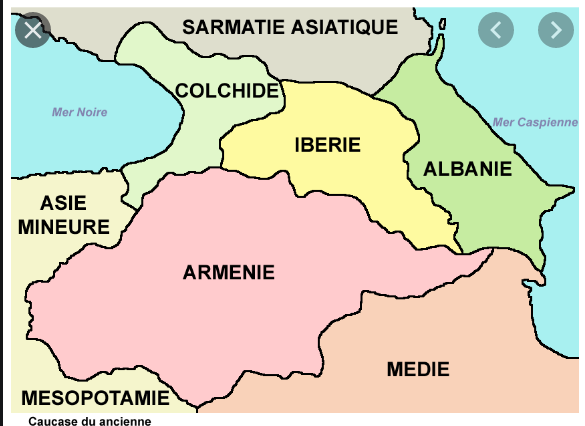 SARMATIE ASIATIQUE
COLCHIDE
Mer Noire
Mer Caspienne
IBERIE
ALBANIE
ASIE
MINEURE
ARMENIE
MEDIE
MESOPOTAMIE
Caucase du ancienne